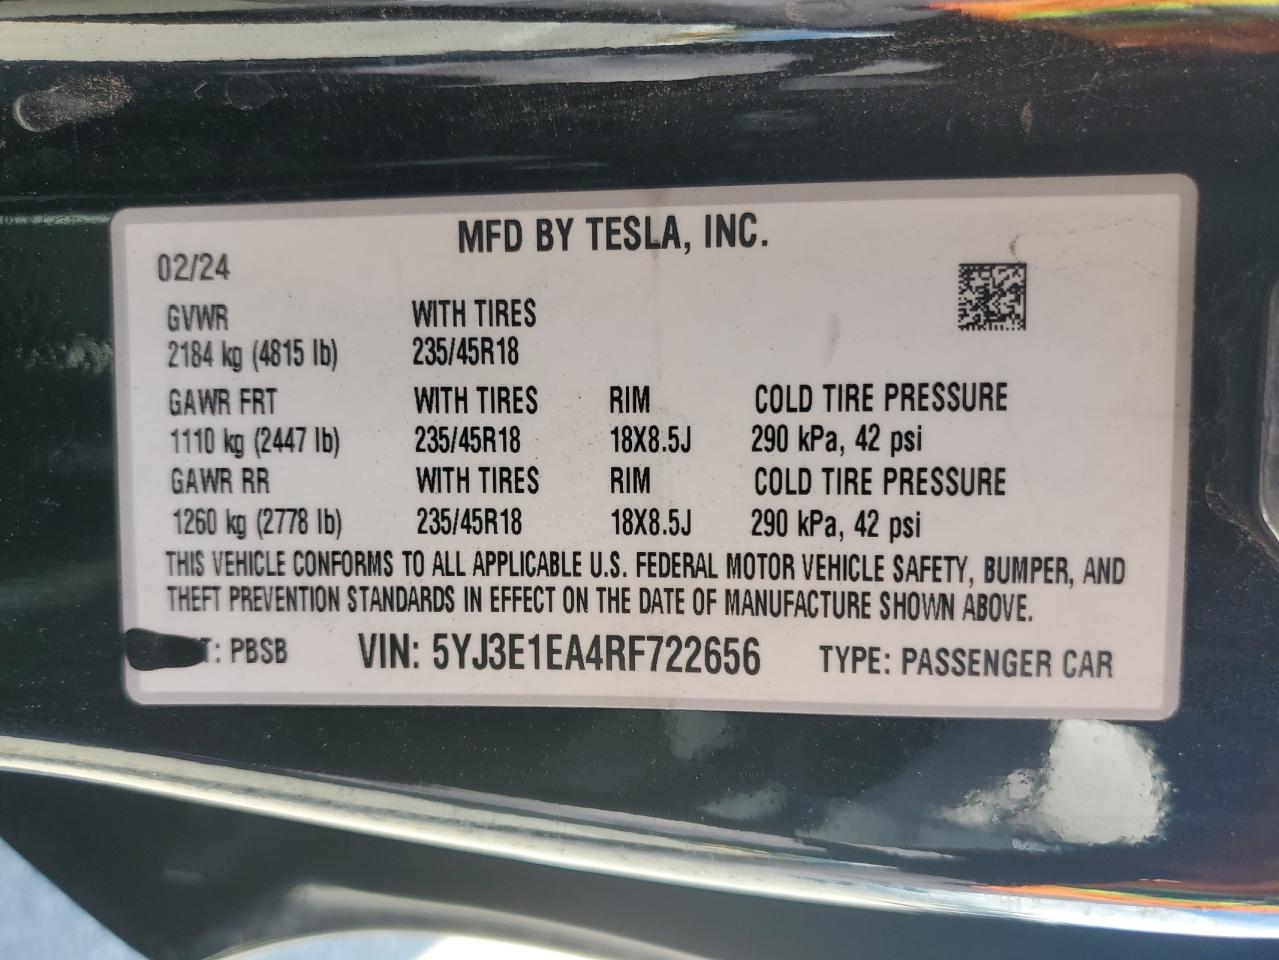 MFD BY TESLA, INC.
02/24
GVWR WITH TIRES
2184 kg (4815 lb) 235/45R18
GAWR FRT WITH TIRES RIM COLD TIRE PRESSURE
1110 kg (2447 lb) 235/45R18 18X8.5J 290 kPa, 42 psi
GAWR RR WITH TIRES RIM COLD TIRE PRESSURE
1260 kg (2778 lb) 235/45R18 18X8.5J 290 kPa, 42 psi
THIS VEHICLE CONFORMS TO ALL APPLICABLE U.S. FEDERAL MOTOR VEHICLE SAFETY, BUMPER, AND
THEFT PREVENTION STANDARDS IN EFFECT ON THE DATE OF MANUFACTURE SHOWN ABOVE.
: PBSB VIN: 5YJ3E1EA4RF722656 TYPE: PASSENGER CAR